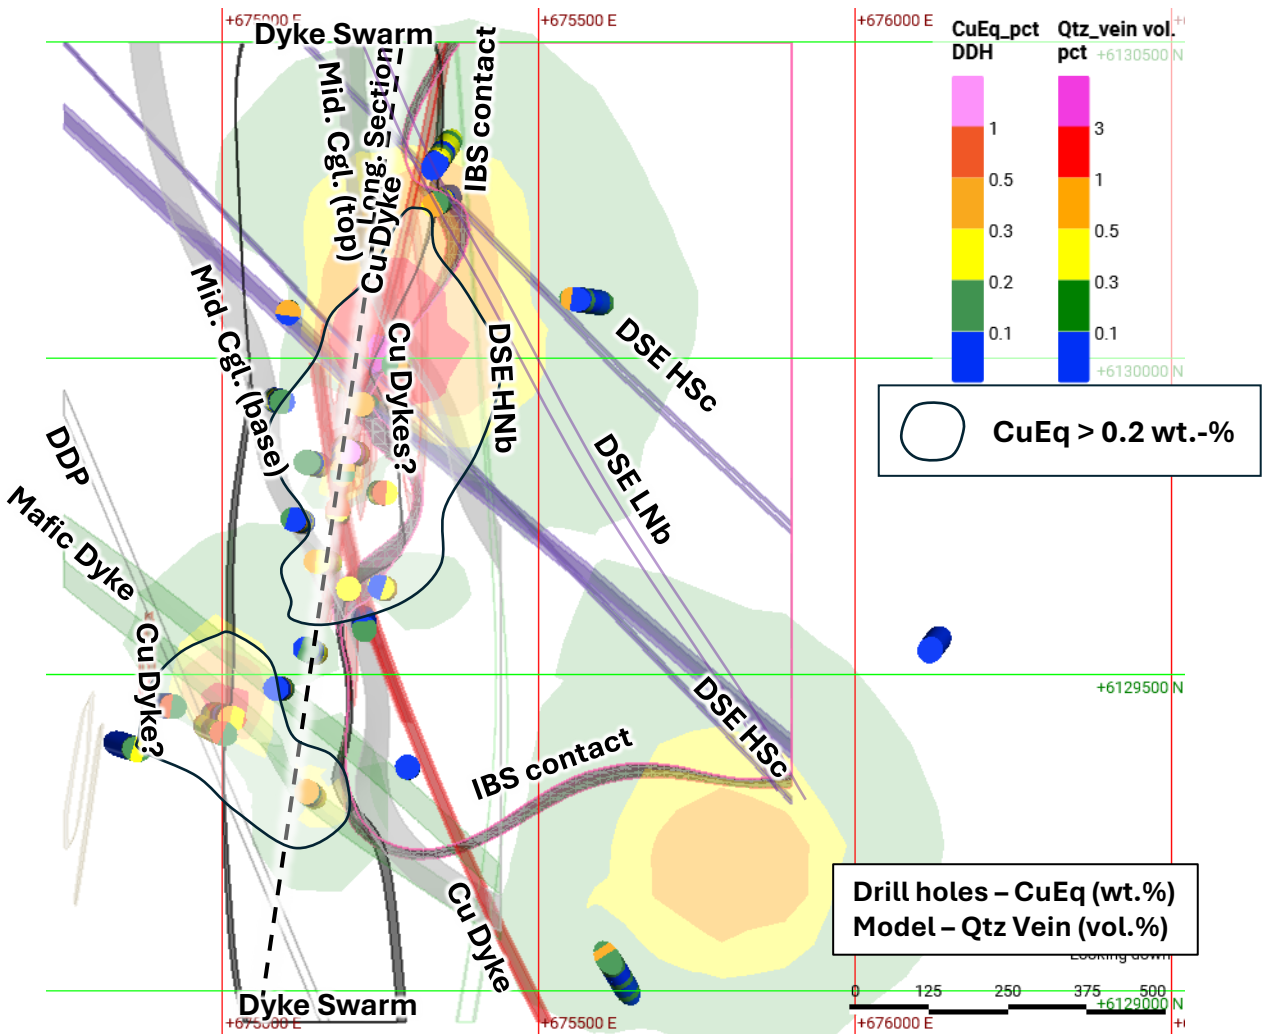 +675000 E
+675500 E
+676000 E
Dyke Swarm
CuEq_pct
DDH
Qtz_vein vol.
pct
+6130500 N
1
0.5
0.3
0.2
0.1
3
1
0.5
0.3
0.1
+6130000 N
CuEq > 0.2 wt.-%
Mid. Cgl. (top)
Long. Section
Cu Dyke
IBS contact
Mid. Cgl. (base)
Cu Dykes?
DSE-HNb
DSE HSc
DSE LNb
DDP
Mafic Dyke
Cu Dyke?
+6129500 N
DSE HSc
IBS contact
Cu Dyke
Drill holes – CuEq (wt.%)
Model – Qtz Vein (vol.%)
Looking down
0 125 250 375 500
+6129000 N
Dyke Swarm
+675000 E
+675500 E
+676000 E